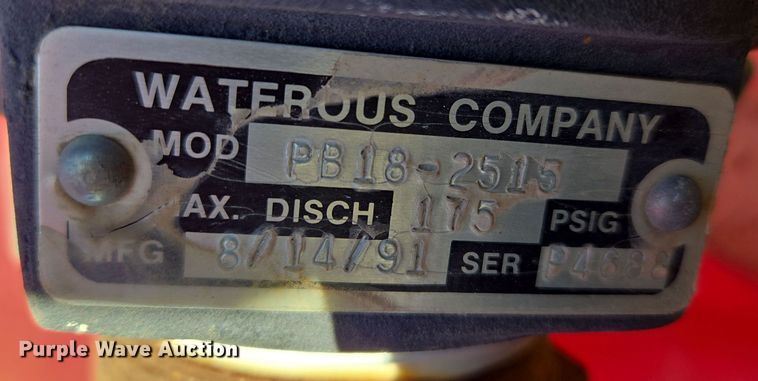 WATEROUS COMPANY
MOD PB18-2515
AX. DISCH 175 PSIG
MFG 8/14/91 SER
Purple Wave Auction